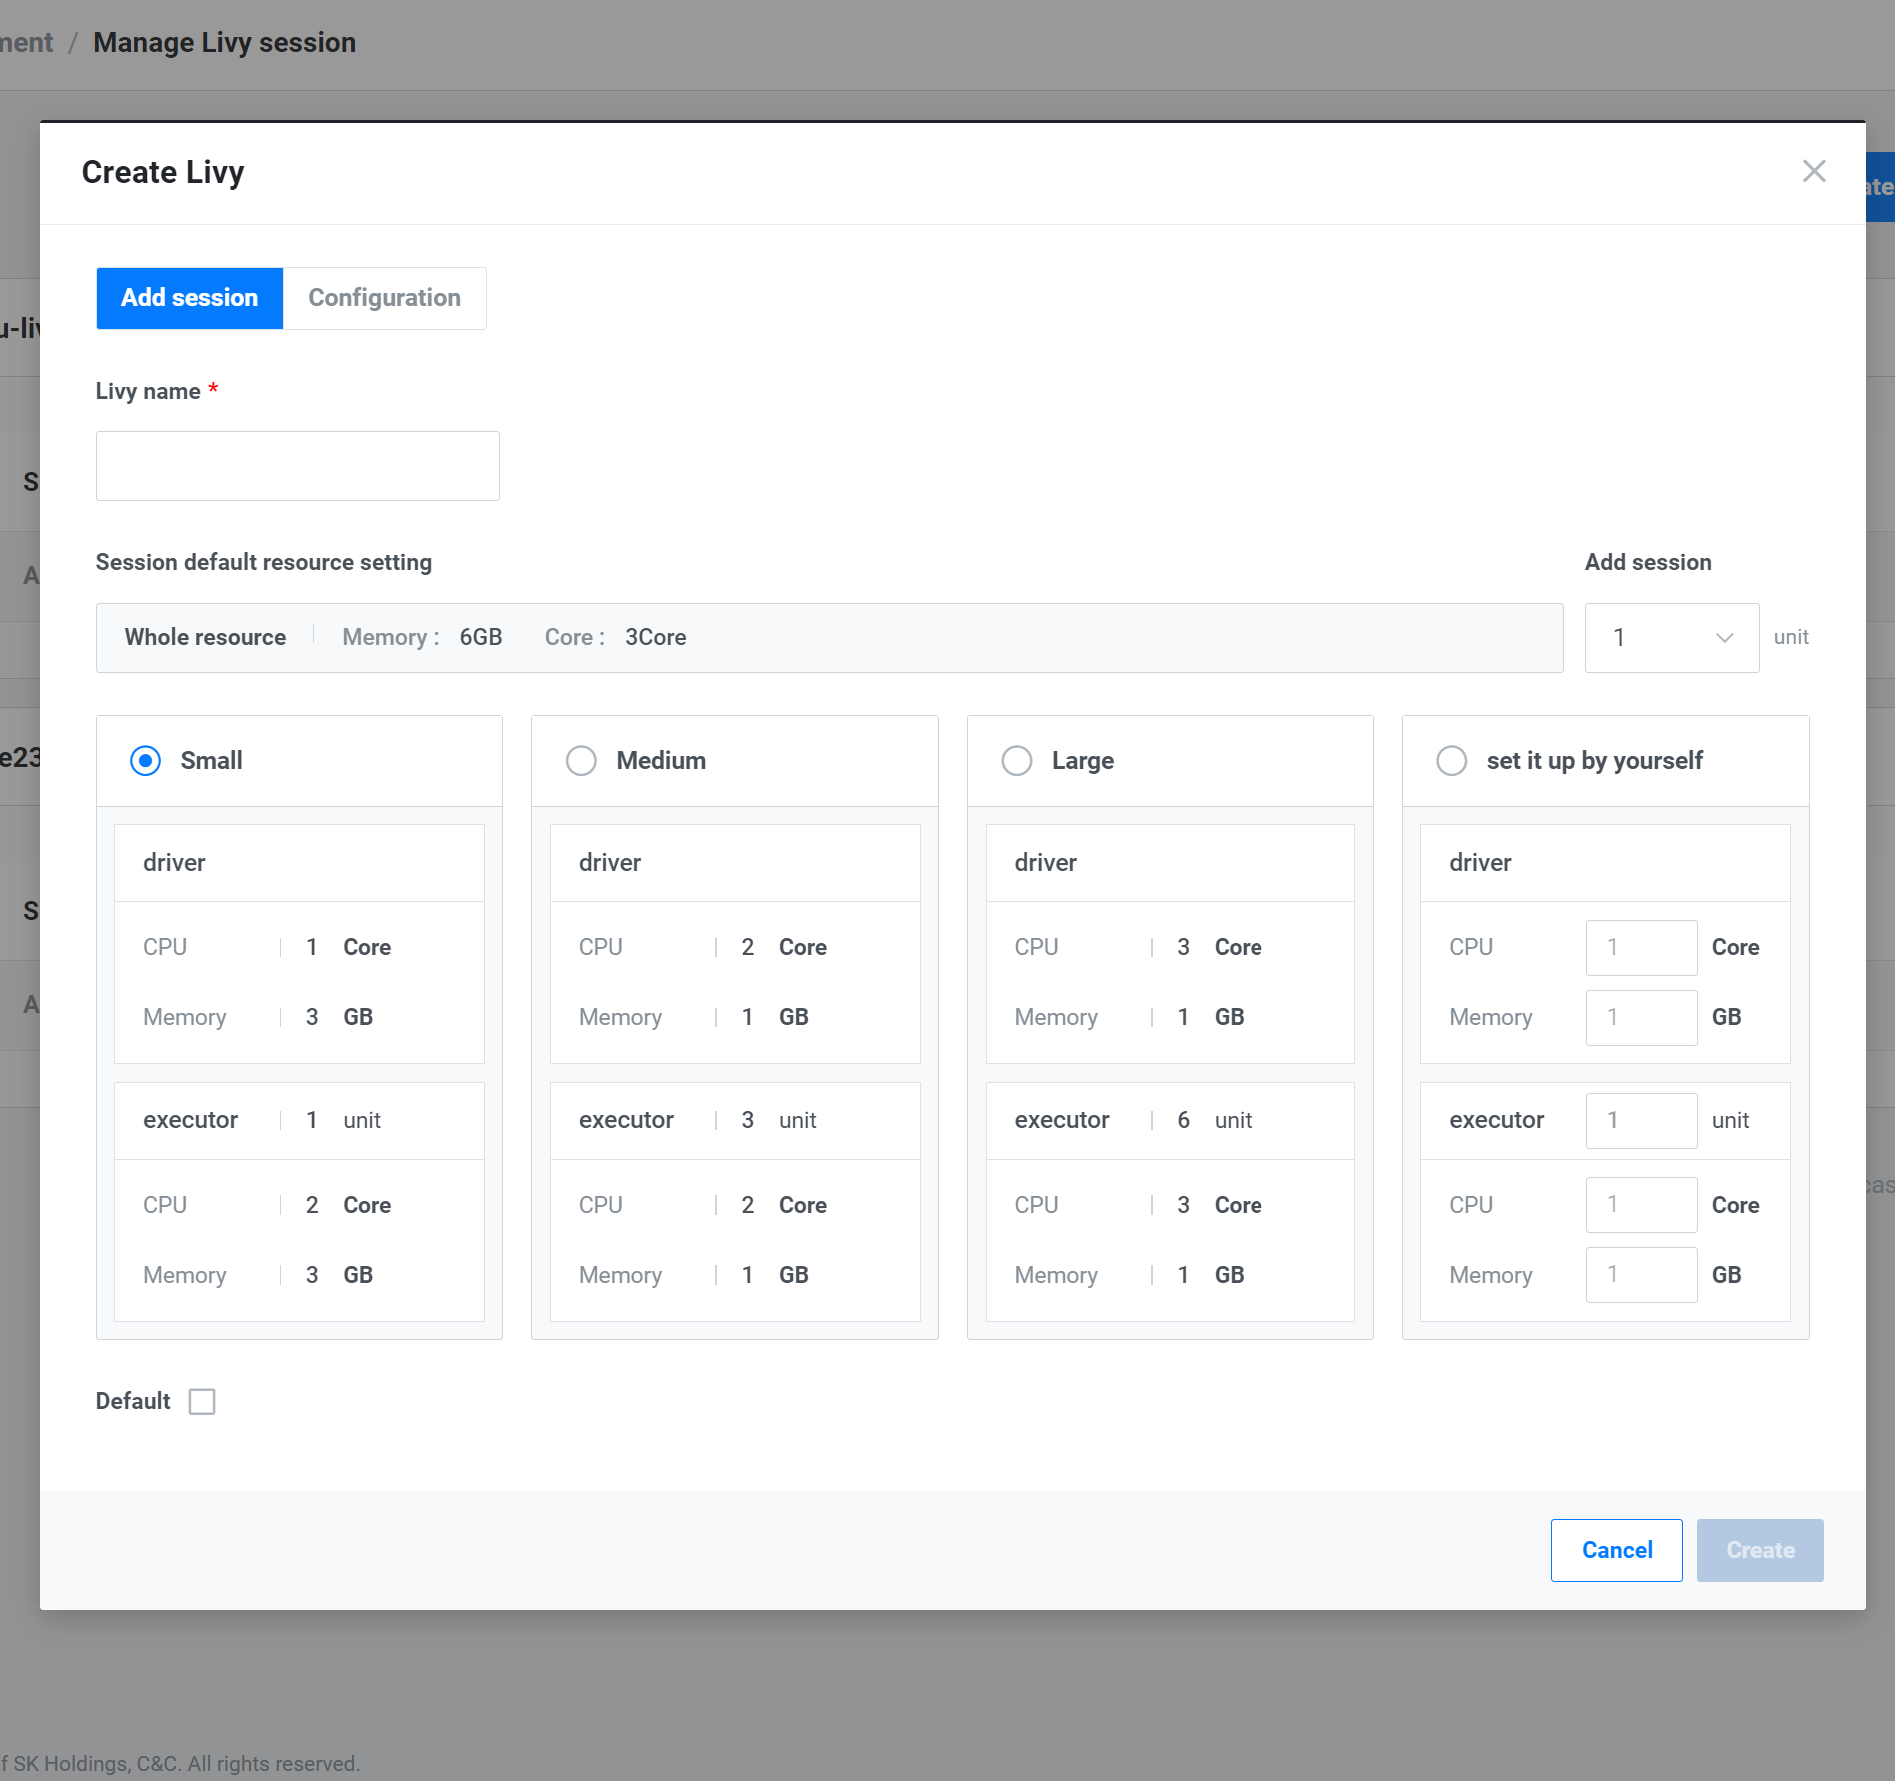 / Manage Livy session
Create Livy
Add session Configuration
Livy name *
Session default resource setting Add session
Whole resource Memory : 6GB Core : 3Core 1 unit
Small Medium Large set it up by yourself
driver driver driver driver
CPU 1 Core CPU 2 Core CPU 3 Core CPU 1 Core
Memory 3 GB Memory 1 GB Memory 1 GB Memory 1 GB
executor 1 unit executor 3 unit executor 6 unit executor 1 unit
CPU 2 Core CPU 2 Core CPU 3 Core CPU 1 Core
Memory 3 GB Memory 1 GB Memory 1 GB Memory 1 GB
Default
Cancel Create
f SK Holdings, C&C. All rights reserved.